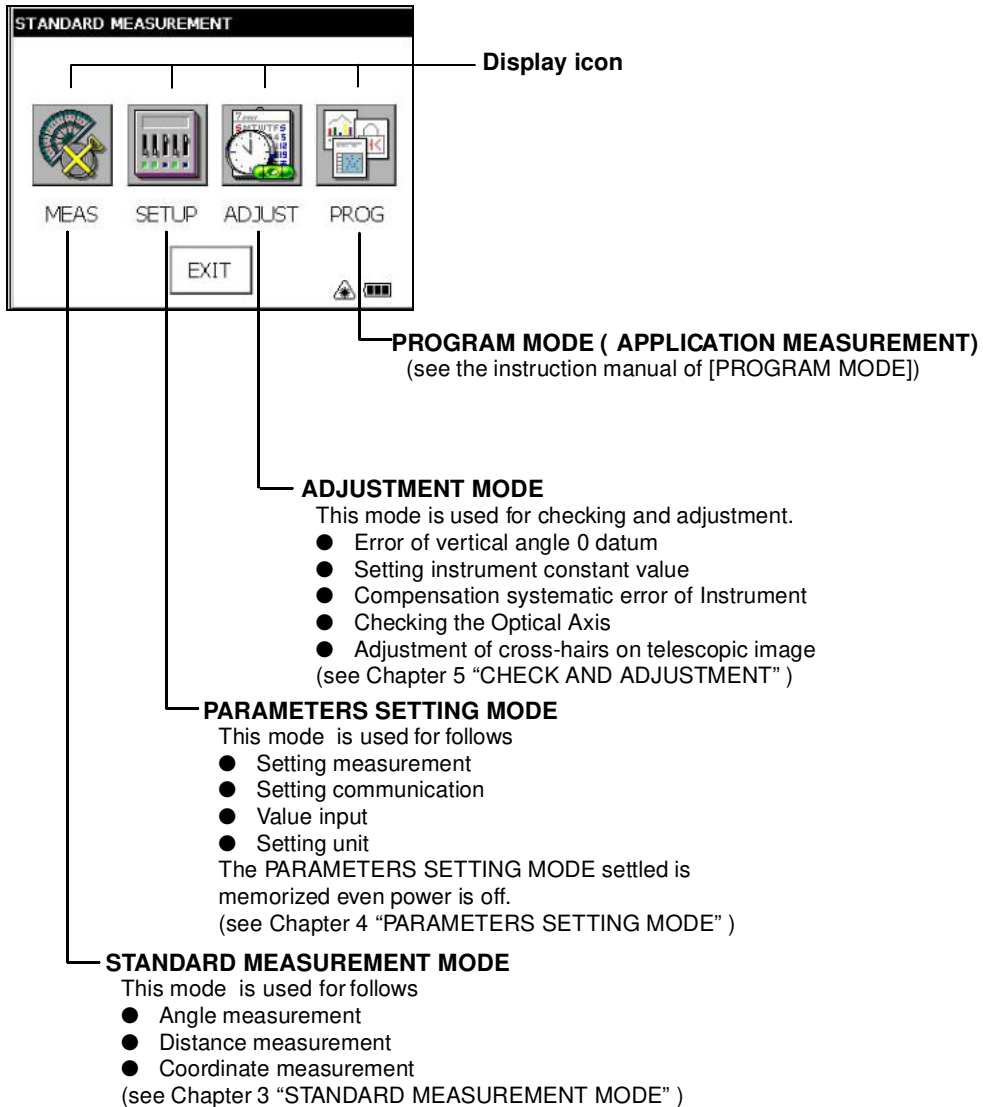 STANDARD MEASUREMENT
Display icon
MEAS SETUP ADJUST PROG
EXIT
PROGRAM MODE ( APPLICATION MEASUREMENT)
(see the instruction manual of [PROGRAM MODE])
ADJUSTMENT MODE
This mode is used for checking and adjustment.
● Error of vertical angle 0 datum
● Setting instrument constant value
● Compensation systematic error of Instrument
● Checking the Optical Axis
● Adjustment of cross-hairs on telescopic image
(see Chapter 5 “CHECK AND ADJUSTMENT” )
PARAMETERS SETTING MODE
This mode is used for follows
● Setting measurement
● Setting communication
● Value input
● Setting unit
The PARAMETERS SETTING MODE settled is
memorized even power is off.
(see Chapter 4 “PARAMETERS SETTING MODE” )
STANDARD MEASUREMENT MODE
This mode is used for follows
● Angle measurement
● Distance measurement
● Coordinate measurement
(see Chapter 3 “STANDARD MEASUREMENT MODE” )